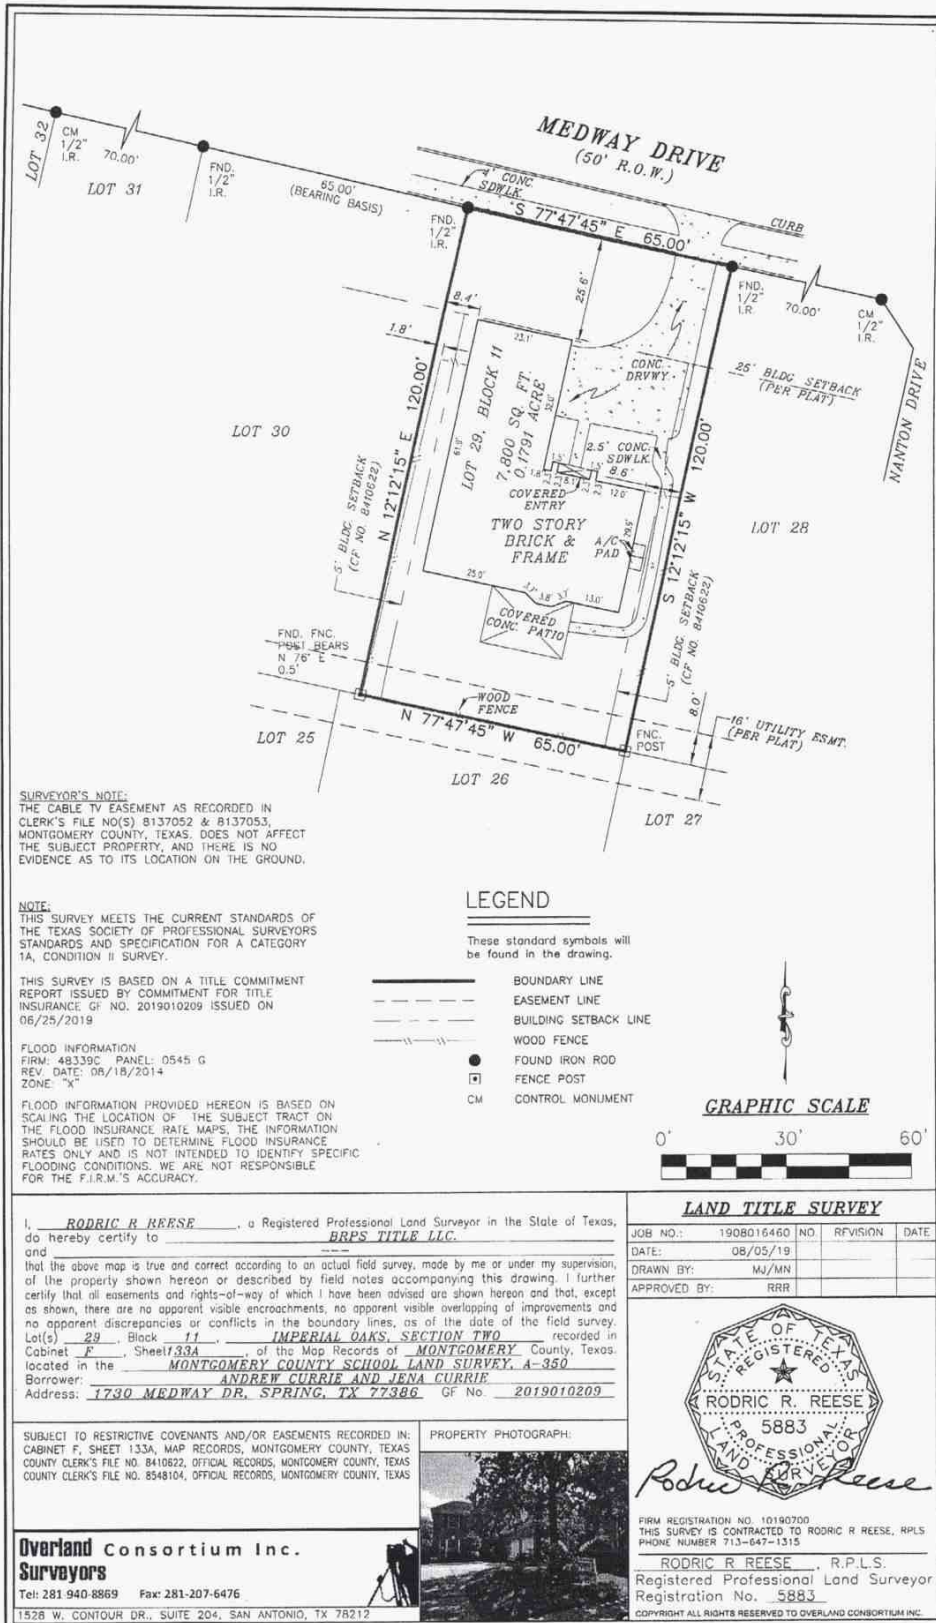 MEDWAY DRIVE
(50' R.O.W.)
LOT 32
CM
1/2"
I.R.
70.00'
LOT 31
FND.
1/2"
I.R.
65.00'
(BEARING BASIS)
4' CONC.
SDWLK.
FND.
1/2"
I.R.
S 77°47'45" E 65.00'
CURB
FND.
1/2"
I.R.
70.00'
CM
1/2"
I.R.
NANTON DRIVE
8.4'
25.6'
1.8'
23.1'
CONC.
DRVWY
25' BLDG SETBACK
(PER PLAT)
LOT 30
N 12°12'15" E 120.00'
LOT 29, BLOCK 11
7,800 SQ. FT.
0.1791 ACRE
32.0'
2.5' CONC.
SDWLK.
8.6'
S 12°12'15" W 120.00'
1.5'
1.8'
2.3'
8.1'
1.5'
2.3'
12.0'
COVERED
ENTRY
TWO STORY
BRICK &
FRAME
A/C
PAD
29.5'
LOT 28
5' BLDG. SETBACK
(CF NO. 8410622)
25.0'
3.8'
13.0'
COVERED
CONC. PATIO
5' BLDG. SETBACK
(CF NO. 8410622)
FND. FNC.
POST BEARS
N 76° E
0.5'
WOOD
FENCE
N 77°47'45" W 65.00'
8.0'
16' UTILITY ESMT.
(PER PLAT)
FNC.
POST
LOT 25
LOT 26
LOT 27
SURVEYOR'S NOTE:
THE CABLE TV EASEMENT AS RECORDED IN
CLERK'S FILE NO(S) 8137052 & 8137053,
MONTGOMERY COUNTY, TEXAS. DOES NOT AFFECT
THE SUBJECT PROPERTY, AND THERE IS NO
EVIDENCE AS TO ITS LOCATION ON THE GROUND.
NOTE:
THIS SURVEY MEETS THE CURRENT STANDARDS OF
THE TEXAS SOCIETY OF PROFESSIONAL SURVEYORS
STANDARDS AND SPECIFICATION FOR A CATEGORY
1A, CONDITION II SURVEY.
THIS SURVEY IS BASED ON A TITLE COMMITMENT
REPORT ISSUED BY COMMITMENT FOR TITLE
INSURANCE GF NO. 2019010209 ISSUED ON
06/25/2019
FLOOD INFORMATION
FIRM: 48339C PANEL: 0545 G
REV. DATE: 08/18/2014
ZONE: "X"
FLOOD INFORMATION PROVIDED HEREON IS BASED ON
SCALING THE LOCATION OF THE SUBJECT TRACT ON
THE FLOOD INSURANCE RATE MAPS. THE INFORMATION
SHOULD BE USED TO DETERMINE FLOOD INSURANCE
RATES ONLY AND IS NOT INTENDED TO IDENTIFY SPECIFIC
FLOODING CONDITIONS. WE ARE NOT RESPONSIBLE
FOR THE F.I.R.M.'S ACCURACY.
LEGEND
These standard symbols will
be found in the drawing.
BOUNDARY LINE
EASEMENT LINE
BUILDING SETBACK LINE
WOOD FENCE
FOUND IRON ROD
FENCE POST
CM CONTROL MONUMENT
GRAPHIC SCALE
0' 30' 60'
I, RODRIC R REESE, a Registered Professional Land Surveyor in the State of Texas,
do hereby certify to BRPS TITLE LLC.
and ---
that the above map is true and correct according to an actual field survey, made by me or under my supervision,
of the property shown hereon or described by field notes accompanying this drawing. I further
certify that all easements and rights-of-way of which I have been advised are shown hereon and that, except
as shown, there are no apparent visible encroachments, no apparent visible overlapping of improvements and
no apparent discrepancies or conflicts in the boundary lines, as of the date of the field survey.
Lot(s) 29, Block 11, IMPERIAL OAKS, SECTION TWO recorded in
Cabinet F, Sheet 133A, of the Map Records of MONTGOMERY County, Texas.
located in the MONTGOMERY COUNTY SCHOOL LAND SURVEY, A-350
Borrower: ANDREW CURRIE AND JENA CURRIE
Address: 1730 MEDWAY DR, SPRING, TX 77386 GF No. 2019010209
LAND TITLE SURVEY
JOB NO.: 1908016460 NO REVISION DATE
DATE: 08/05/19
DRAWN BY: MJ/MN
APPROVED BY: RRR
STATE OF TEXAS
REGISTERED
RODRIC R. REESE
5883
PROFESSIONAL
LAND SURVEYOR
Rodric R. Reese
SUBJECT TO RESTRICTIVE COVENANTS AND/OR EASEMENTS RECORDED IN:
CABINET F, SHEET 133A, MAP RECORDS, MONTGOMERY COUNTY, TEXAS
COUNTY CLERK'S FILE NO. 8410622, OFFICIAL RECORDS, MONTGOMERY COUNTY, TEXAS
COUNTY CLERK'S FILE NO. 8548104, OFFICIAL RECORDS, MONTGOMERY COUNTY, TEXAS
PROPERTY PHOTOGRAPH:
FIRM REGISTRATION NO. 10190700
THIS SURVEY IS CONTRACTED TO RODRIC R REESE, RPLS
PHONE NUMBER 713-647-1315
RODRIC R REESE, R.P.L.S.
Registered Professional Land Surveyor
Registration No. 5883
COPYRIGHT ALL RIGHTS RESERVED TO OVERLAND CONSORTIUM INC.
Overland Consortium Inc.
Surveyors
Tel: 281-940-8869 Fax: 281-207-6476
1528 W. CONTOUR DR., SUITE 204, SAN ANTONIO, TX 78212